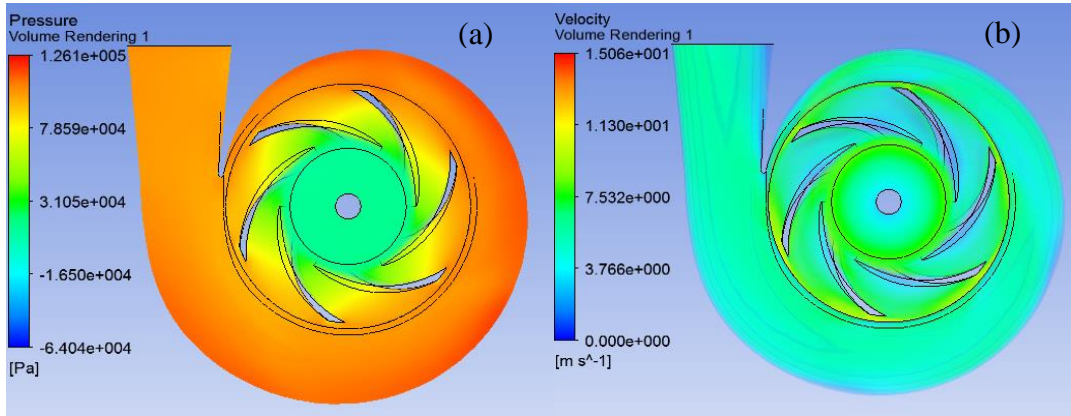 Pressure
Volume Rendering 1
(a)
1.261e+005
7.859e+004
3.105e+004
-1.650e+004
-6.404e+004
[Pa]
Velocity
Volume Rendering 1
(b)
1.506e+001
1.130e+001
7.532e+000
3.766e+000
0.000e+000
[m s^-1]